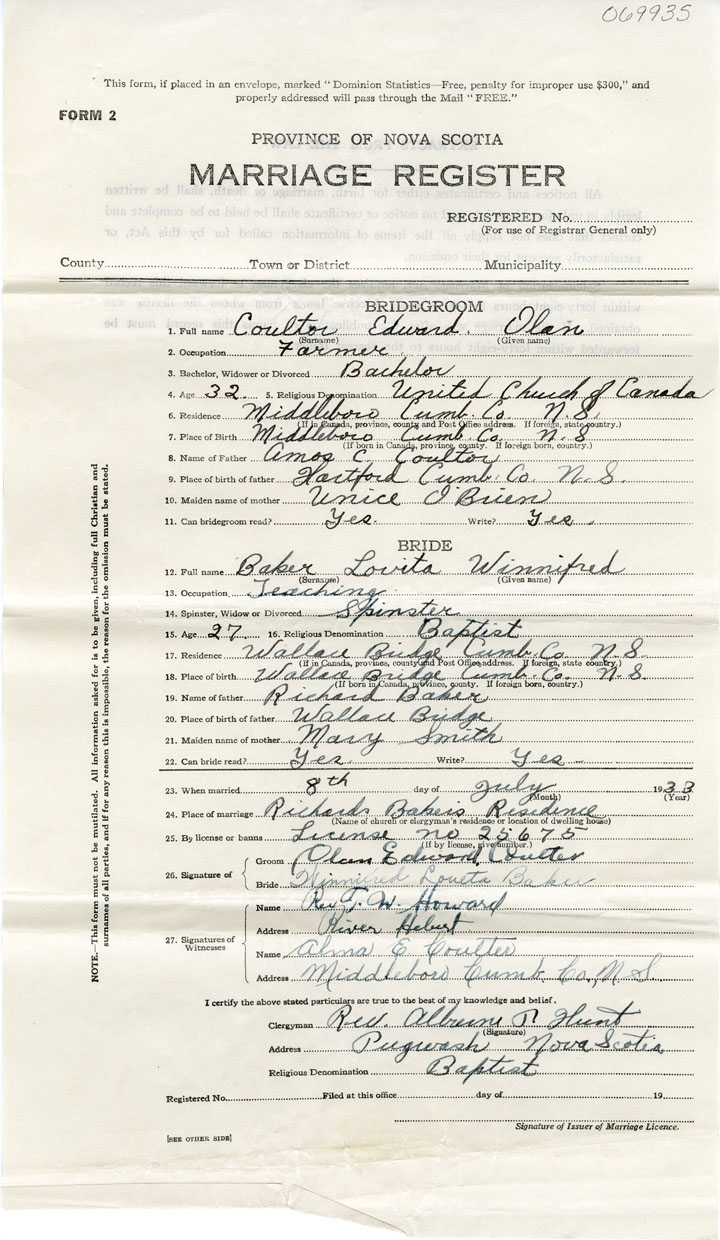 069935
This form, if placed in an envelope, marked "Dominion Statistics—Free, penalty for improper use $300," and
properly addressed will pass through the Mail "FREE."
FORM 2
PROVINCE OF NOVA SCOTIA
MARRIAGE REGISTER
REGISTERED No.
(For use of Registrar General only)
County Town or District Municipality
BRIDEGROOM
1. Full name Coultor Edward. Olan
(Surname) (Given name)
2. Occupation Farmer
3. Bachelor, Widower or Divorced Bachelor
4. Age 32 5. Religious Denomination United Church of Canada
6. Residence Middleboro Cumb. Co. N.S.
(If in Canada, province, county and Post Office address. If foreign, state country.)
7. Place of Birth Middleboro Cumb. Co. N.S.
(If born in Canada, province, county. If foreign born, country.)
8. Name of Father Amos C Coultor
9. Place of birth of father Hartford Cumb. Co. N.S.
10. Maiden name of mother Unice O'Brien
11. Can bridegroom read? Yes. Write? Yes.
BRIDE
12. Full name Baker Lovita Winnifred
(Surname) (Given name)
13. Occupation Teaching
14. Spinster, Widow or Divorced Spinster
15. Age 27 16. Religious Denomination Baptist
17. Residence Wallace Bridge Cumb. Co. N.S.
(If in Canada, province, county and Post Office address. If foreign, state country.)
18. Place of birth Wallace Bridge Cumb. Co. N.S.
(If born in Canada, province, county. If foreign born, country.)
19. Name of father Richard Baker
20. Place of birth of father Wallace Bridge
21. Maiden name of mother Mary Smith
22. Can bride read? Yes Write? Yes
23. When married 8th day of July 1933
(Month) (Year)
24. Place of marriage Richards Bakers Residence
(Name of church or clergyman's residence or location of dwelling house)
25. By license or banns License no 25675
(If by license, give number.)
26. Signature of Groom Olan Edward Coulter
Bride Winnifred Loveta Baker
27. Signatures of Witnesses
Name Rev. T. W. Howard
Address River Hebert
Name Alma E Coulter
Address Middleboro Cumb. Co. N.S.
NOTE.—This form must not be mutilated. All information asked for is to be given, including full Christian and
surnames of all parties, and if for any reason this is impossible, the reason for the omission must be stated.
I certify the above stated particulars are true to the best of my knowledge and belief.
Clergyman Rev. Hunt
(Signature)
Address Pugwash Nova Scotia
Religious Denomination Baptist
Registered No. Filed at this office day of 19
Signature of Issuer of Marriage Licence.
[SEE OTHER SIDE]